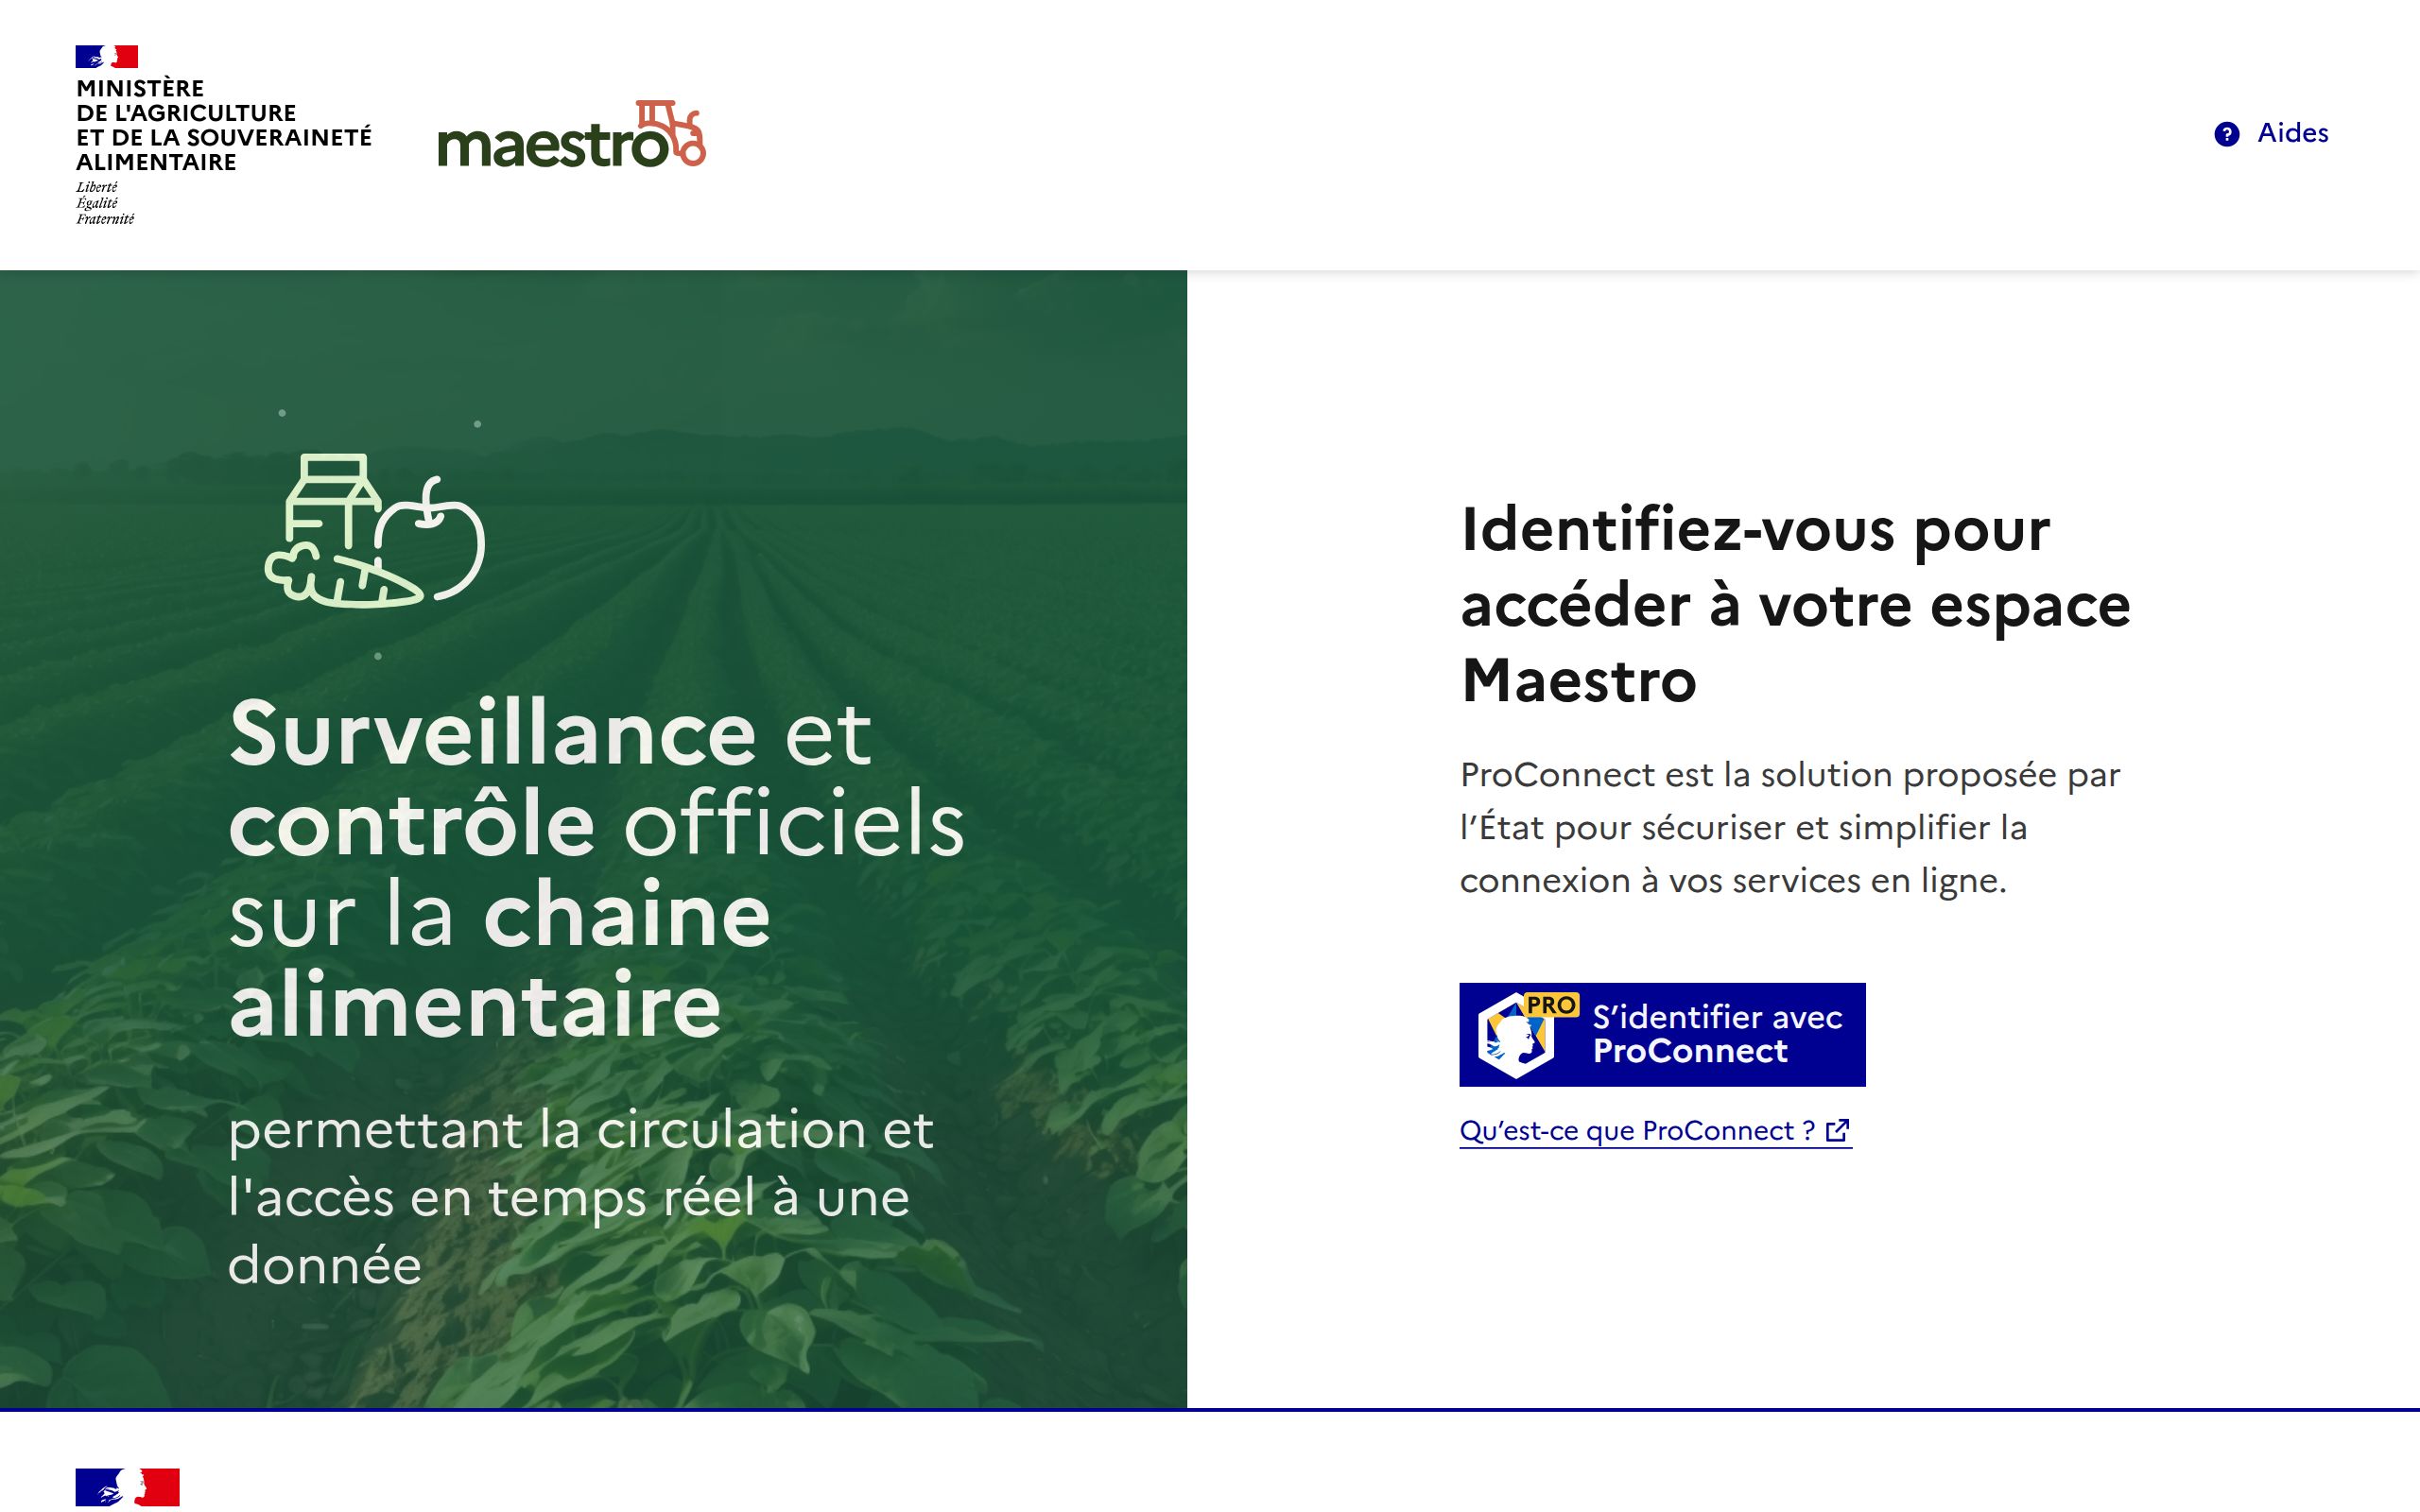 MINISTÈRE
DE L'AGRICULTURE
ET DE LA SOUVERAINETÉ
ALIMENTAIRE
Liberté
Égalité
Fraternité
maestro
Aides
Surveillance et
contrôle officiels
sur la chaine
alimentaire
permettant la circulation et
l'accès en temps réel à une
donnée
Identifiez-vous pour
accéder à votre espace
Maestro
ProConnect est la solution proposée par
l’État pour sécuriser et simplifier la
connexion à vos services en ligne.
PRO
S’identifier avec
ProConnect
Qu’est-ce que ProConnect ?